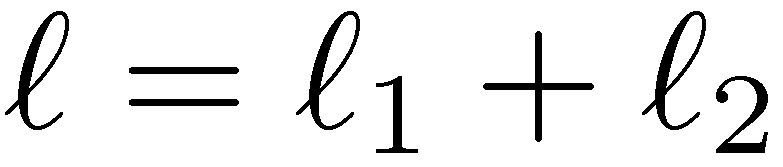 ℓ = ℓ₁ + ℓ₂